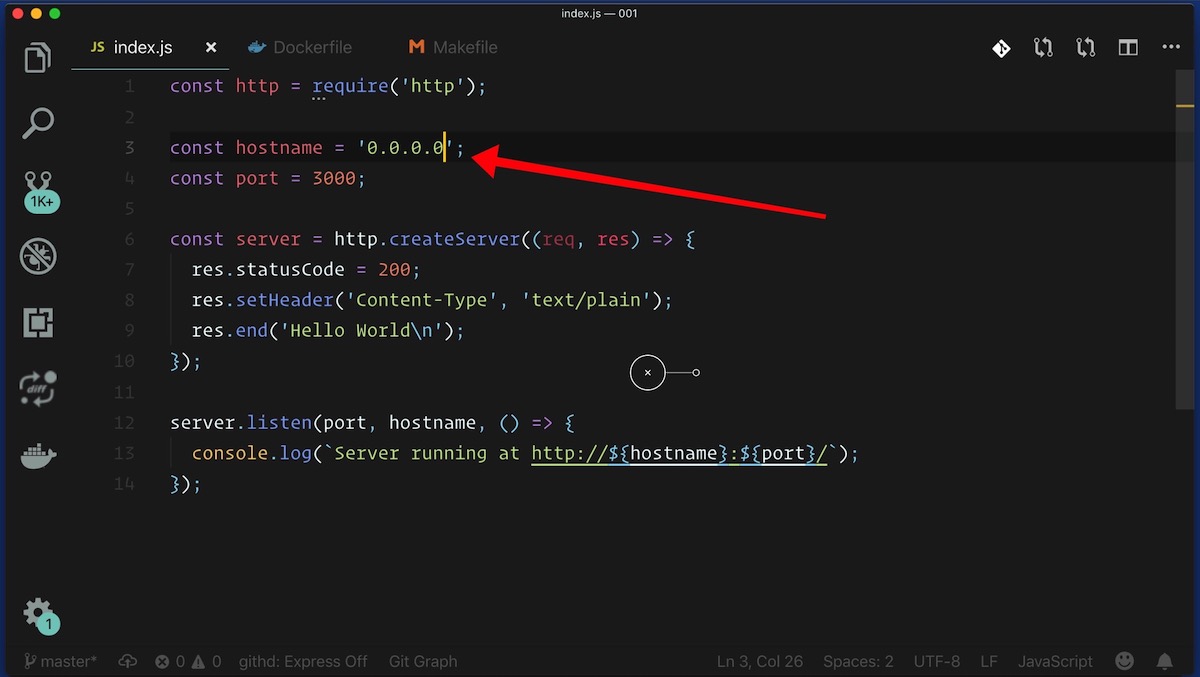 index.js — 001
JS index.js × Dockerfile M Makefile
1 const http = require('http');
2
3 const hostname = '0.0.0.0';
4 const port = 3000;
5
6 const server = http.createServer((req, res) => {
7 res.statusCode = 200;
8 res.setHeader('Content-Type', 'text/plain');
9 res.end('Hello World\n');
10 });
11
12 server.listen(port, hostname, () => {
13 console.log(`Server running at http://${hostname}:${port}/`);
14 });
1K+
diff
1
master* 0 0 githd: Express Off Git Graph Ln 3, Col 26 Spaces: 2 UTF-8 LF JavaScript